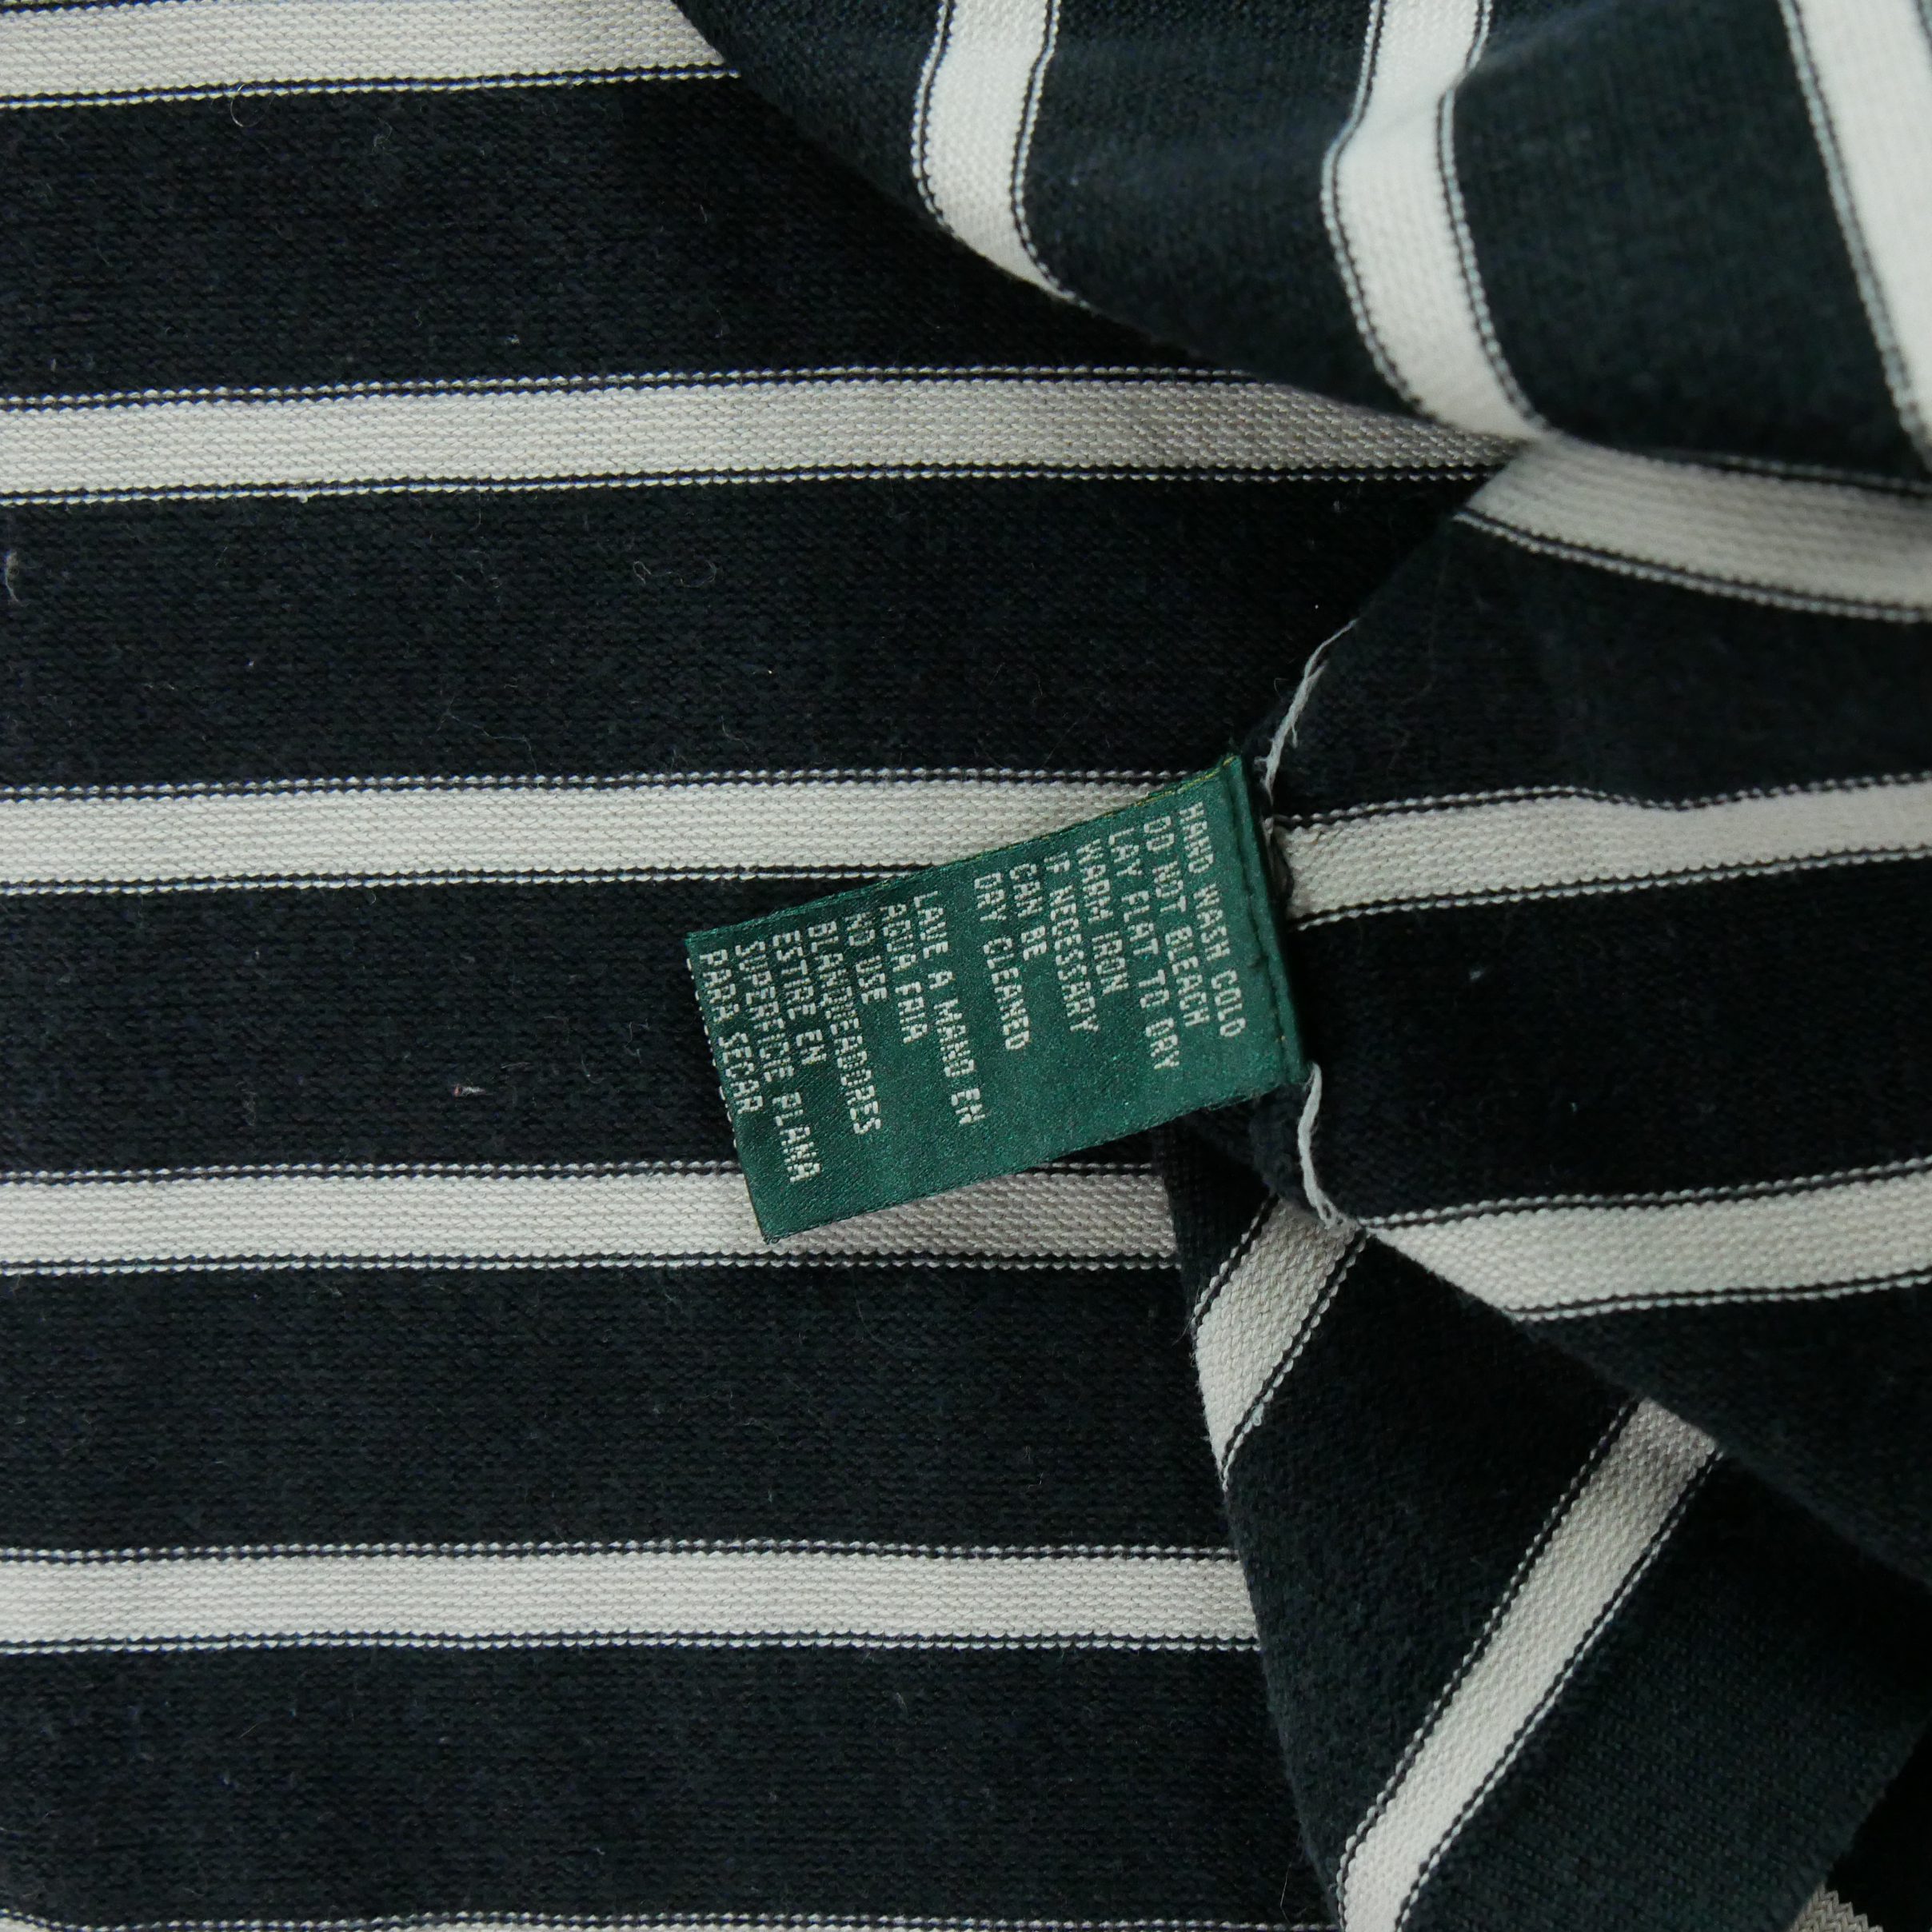 HAND WASH COLD
DO NOT BLEACH
LAY FLAT TO DRY
WARM IRON
IF NECESSARY
CAN BE
DRY CLEANED
LAVE A MANO EN
AQUA FRIA
NO USE
BLANQUEADORES
ESTIRE EN
SUPERFICIE PLANA
PARA SECAR